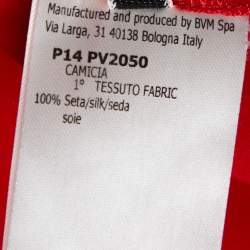 Manufactured and produced by BVM Spa
Via Larga, 31 40138 Bologna Italy
P14 PV2050
CAMICIA
1° TESSUTO FABRIC
100% Seta/silk/seda
soie